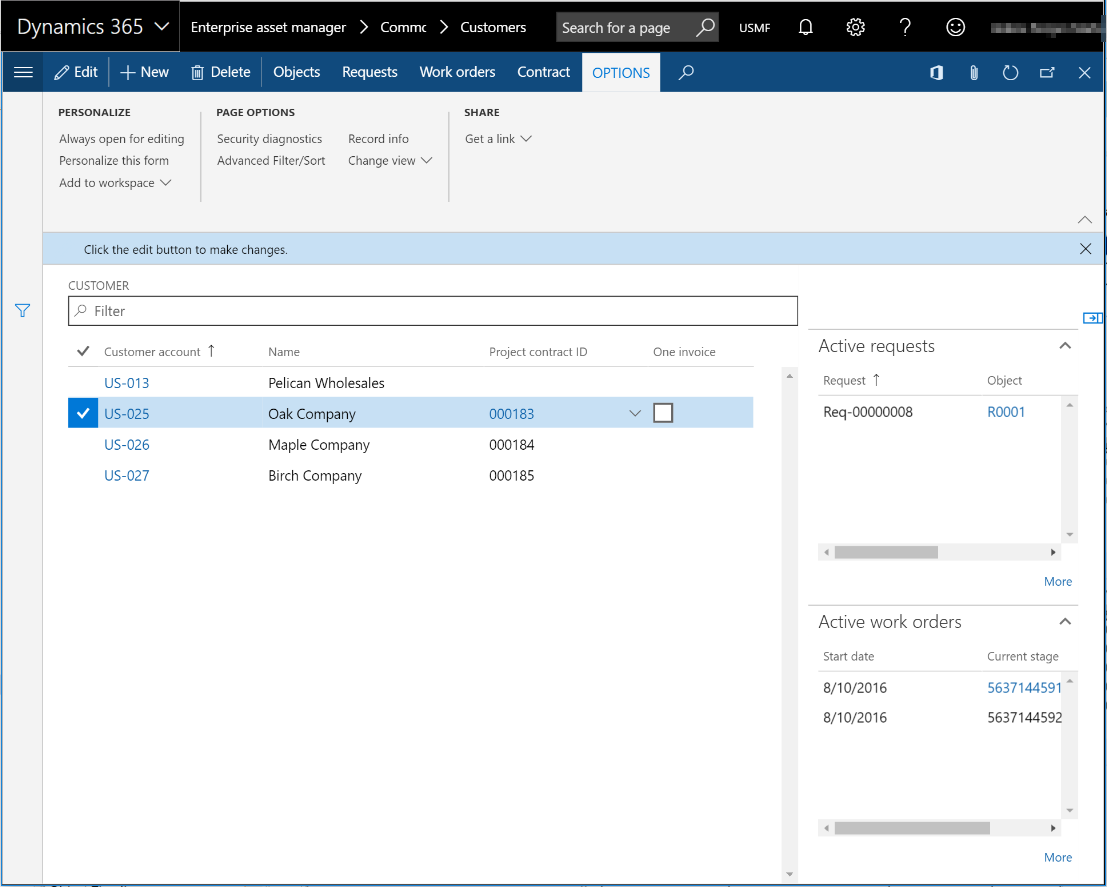 Dynamics 365 Enterprise asset manager Commc Customers Search for a page USMF
Edit New Delete Objects Requests Work orders Contract OPTIONS
PERSONALIZE PAGE OPTIONS SHARE
Always open for editing Security diagnostics Record info Get a link
Personalize this form Advanced Filter/Sort Change view
Add to workspace
Click the edit button to make changes.
CUSTOMER
Filter
Customer account Name Project contract ID One invoice
US-013 Pelican Wholesales
US-025 Oak Company 000183
US-026 Maple Company 000184
US-027 Birch Company 000185
Active requests
Request Object
Req-00000008 R0001
More
Active work orders
Start date Current stage
8/10/2016 5637144591
8/10/2016 5637144592
More